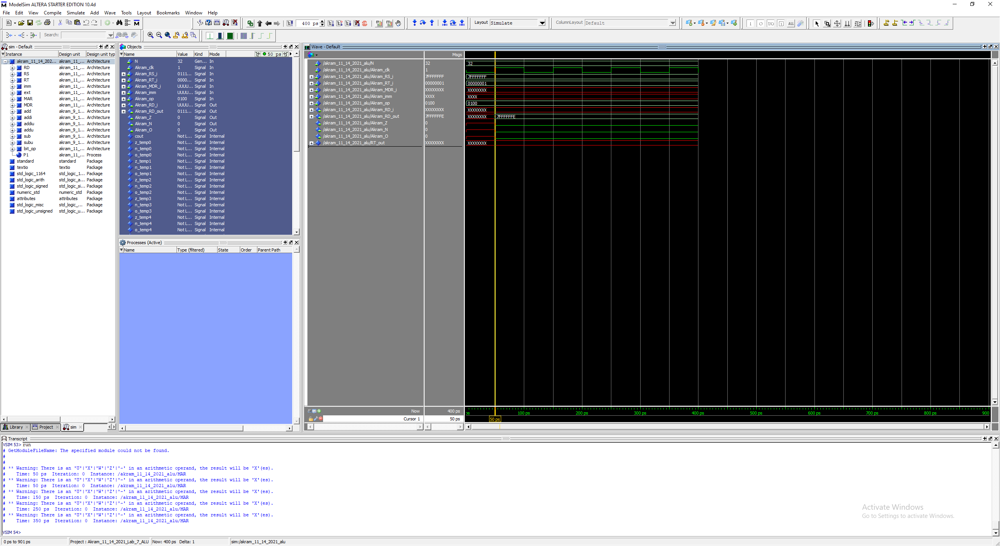 ModelSim ALTERA STARTER EDITION 10.4d
File Edit View Compile Simulate Add Wave Tools Layout Bookmarks Window Help
400 ps
Layout Simulate
ColumnLayout Default
Search:
sim - Default
Instance Design unit Design unit typ
akram_11_14_202... akram_11_... Architecture
RD akram_11_... Architecture
RS akram_11_... Architecture
RT akram_11_... Architecture
imm akram_11_... Architecture
ext akram_11_... Architecture
MAR akram_11_... Architecture
MDR akram_11_... Architecture
add akram_9_1... Architecture
addi akram_9_1... Architecture
addiu akram_9_1... Architecture
addu akram_9_1... Architecture
sub akram_9_1... Architecture
subu akram_9_1... Architecture
bit_op akram_11_... Architecture
P1 akram_11_... Process
standard standard Package
textio textio Package
std_logic_1164 std_logic_1... Package
std_logic_arith std_logic_a... Package
std_logic_signed std_logic_si... Package
numeric_std numeric_std Package
attributes attributes Package
std_logic_misc std_logic_... Package
std_logic_unsigned std_logic_u... Package
Library Project sim
Objects
Name Value Kind Mode 50 ps
N 32 Gen... In
Akram_clk 1 Signal In
Akram_RS_i 0111... Signal In
Akram_RT_i 0000... Signal In
Akram_MDR_i UUUU... Signal In
Akram_imm UUUU... Signal In
Akram_op 0100 Signal In
Akram_RD_i UUUU... Signal Out
Akram_RD_out 0111... Signal Out
Akram_Z 0 Signal Out
Akram_N 0 Signal Out
Akram_O 0 Signal Out
cout Not L... Signal Internal
z_temp0 Not L... Signal Internal
n_temp0 Not L... Signal Internal
o_temp0 Not L... Signal Internal
z_temp1 Not L... Signal Internal
n_temp1 Not L... Signal Internal
o_temp1 Not L... Signal Internal
z_temp2 Not L... Signal Internal
n_temp2 Not L... Signal Internal
o_temp2 Not L... Signal Internal
z_temp3 Not L... Signal Internal
n_temp3 Not L... Signal Internal
o_temp3 Not L... Signal Internal
z_temp4 Not L... Signal Internal
n_temp4 Not L... Signal Internal
o_temp4 Not L... Signal Internal
Processes (Active)
Name Type (filtered) State Order Parent Path
Wave - Default
Msgs
/akram_11_14_2021_alu/N 32 32
/akram_11_14_2021_alu/Akram_clk 1
/akram_11_14_2021_alu/Akram_RS_i 7FFFFFFF 7FFFFFFF
/akram_11_14_2021_alu/Akram_RT_i 00000001 00000001
/akram_11_14_2021_alu/Akram_MDR_i XXXXXXXX XXXXXXXX
/akram_11_14_2021_alu/Akram_imm XXXX XXXX
/akram_11_14_2021_alu/Akram_op 0100 0100
/akram_11_14_2021_alu/Akram_RD_i XXXXXXXX XXXXXXXX
/akram_11_14_2021_alu/Akram_RD_out 7FFFFFFE XXXXXXXX 7FFFFFFE
/akram_11_14_2021_alu/Akram_Z 0
/akram_11_14_2021_alu/Akram_N 0
/akram_11_14_2021_alu/Akram_O 0
/akram_11_14_2021_alu/RT_out XXXXXXXX XXXXXXXX
Now 400 ps ps 100 ps 200 ps 300 ps 400 ps 500 ps 600 ps 700 ps 800 ps 900
Cursor 1 50 ps 50 ps
Transcript
VSIM 53> run
# GetModuleFileName: The specified module could not be found.
#
#
# ** Warning: There is an 'U'|'X'|'W'|'Z'|'-' in an arithmetic operand, the result will be 'X'(es).
# Time: 50 ps Iteration: 0 Instance: /akram_11_14_2021_alu/MAR
# ** Warning: There is an 'U'|'X'|'W'|'Z'|'-' in an arithmetic operand, the result will be 'X'(es).
# Time: 50 ps Iteration: 0 Instance: /akram_11_14_2021_alu/MAR
# ** Warning: There is an 'U'|'X'|'W'|'Z'|'-' in an arithmetic operand, the result will be 'X'(es).
# Time: 150 ps Iteration: 0 Instance: /akram_11_14_2021_alu/MAR
# ** Warning: There is an 'U'|'X'|'W'|'Z'|'-' in an arithmetic operand, the result will be 'X'(es).
# Time: 250 ps Iteration: 0 Instance: /akram_11_14_2021_alu/MAR
# ** Warning: There is an 'U'|'X'|'W'|'Z'|'-' in an arithmetic operand, the result will be 'X'(es).
# Time: 350 ps Iteration: 0 Instance: /akram_11_14_2021_alu/MAR
VSIM 54>
Activate Windows
Go to Settings to activate Windows.
0 ps to 901 ps Project : Akram_11_14_2021_Lab_7_ALU Now: 400 ps Delta: 1 sim:/akram_11_14_2021_alu